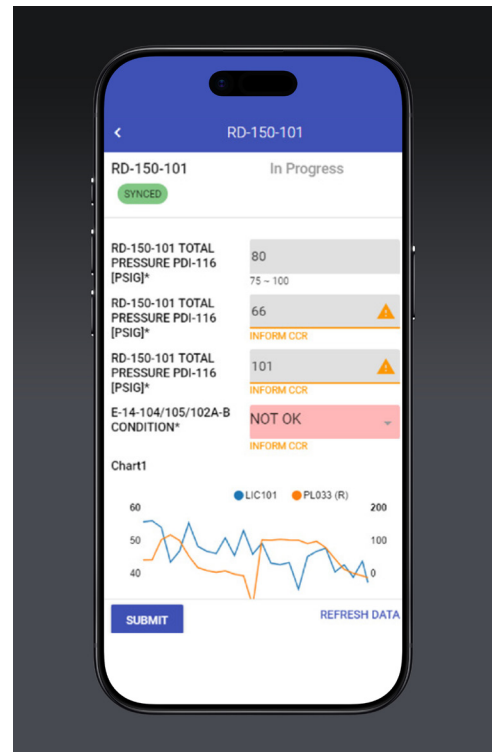 RD-150-101
RD-150-101
In Progress
SYNCED
RD-150-101 TOTAL
PRESSURE PDI-116
[PSIG]*
80
75 ~ 100
RD-150-101 TOTAL
PRESSURE PDI-116
[PSIG]*
66
INFORM CCR
RD-150-101 TOTAL
PRESSURE PDI-116
[PSIG]*
101
INFORM CCR
E-14-104/105/102A-B
CONDITION*
NOT OK
INFORM CCR
Chart1
LIC101
PL033 (R)
60
200
50
100
40
0
SUBMIT
REFRESH DATA